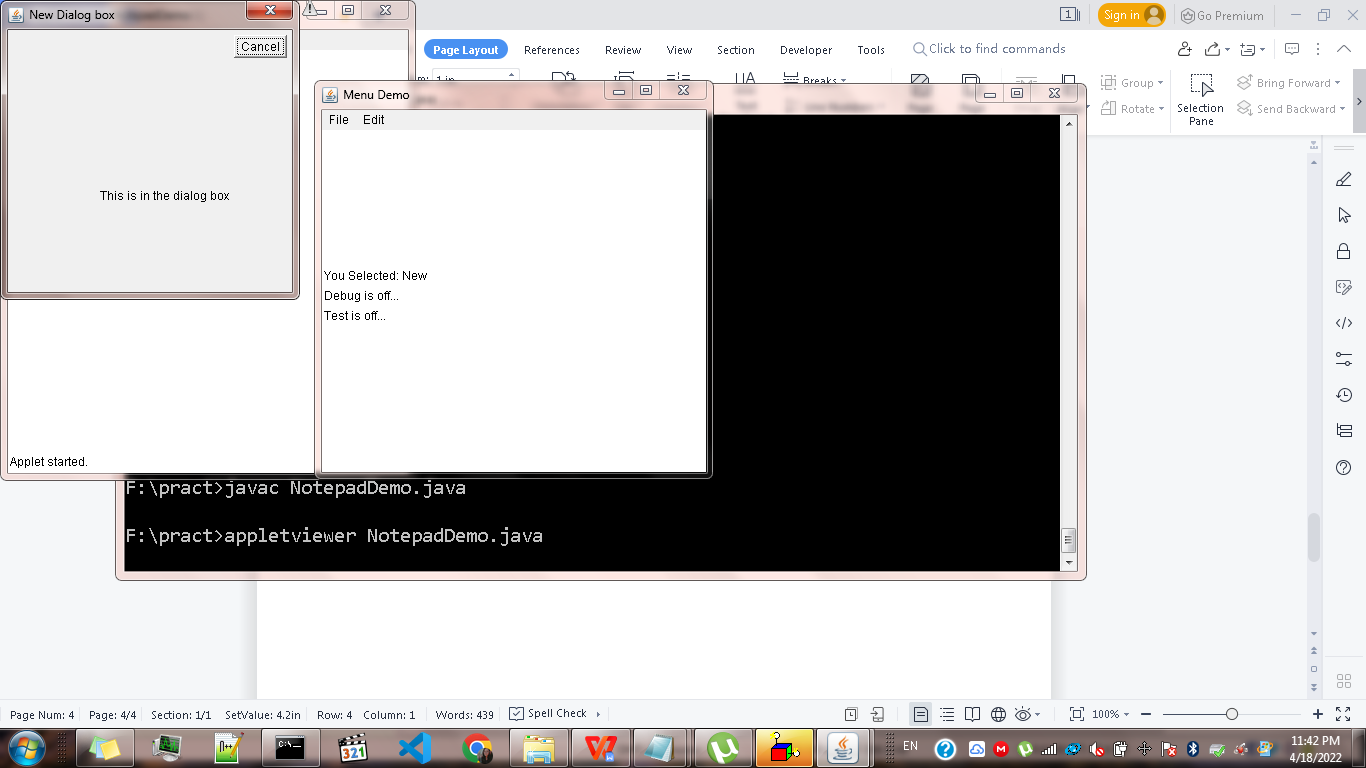 New Dialog box
Cancel
This is in the dialog box
Applet started.
Menu Demo
File Edit
You Selected: New
Debug is off...
Test is off...
F:\pract>javac NotepadDemo.java
F:\pract>appletviewer NotepadDemo.java
1 Sign in Go Premium
Page Layout References Review View Section Developer Tools Click to find commands
1 in Breaks Group Bring Forward
Rotate Selection Pane Send Backward
Page Num: 4 Page: 4/4 Section: 1/1 SetValue: 4.2in Row: 4 Column: 1 Words: 439 Spell Check 100%
EN
11:42 PM
4/18/2022